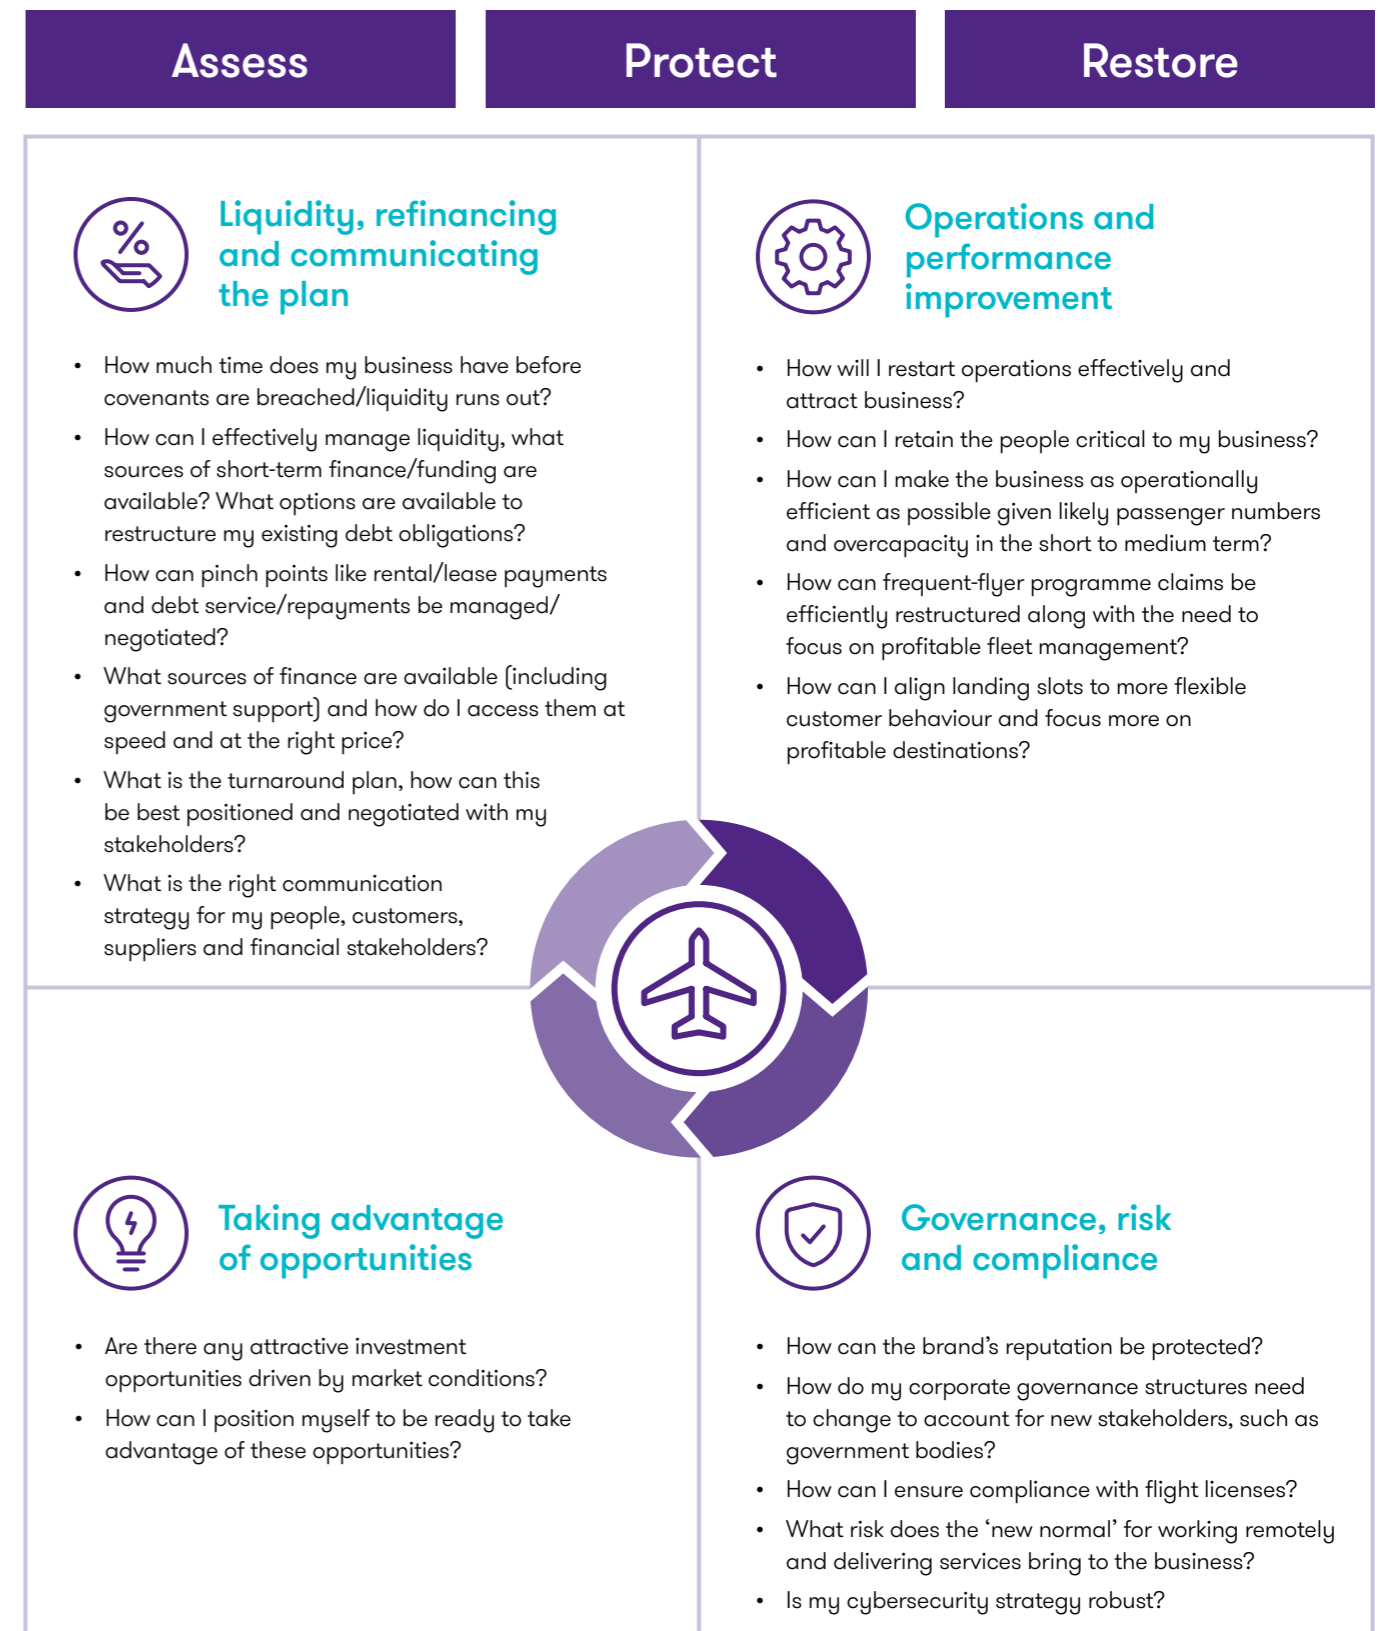 Assess
Protect
Restore
Liquidity, refinancing
and communicating
the plan
• How much time does my business have before
covenants are breached/liquidity runs out?
• How can I effectively manage liquidity, what
sources of short-term finance/funding are
available? What options are available to
restructure my existing debt obligations?
• How can pinch points like rental/lease payments
and debt service/repayments be managed/
negotiated?
• What sources of finance are available (including
government support) and how do I access them at
speed and at the right price?
• What is the turnaround plan, how can this
be best positioned and negotiated with my
stakeholders?
• What is the right communication
strategy for my people, customers,
suppliers and financial stakeholders?
Operations and
performance
improvement
• How will I restart operations effectively and
attract business?
• How can I retain the people critical to my business?
• How can I make the business as operationally
efficient as possible given likely passenger numbers
and overcapacity in the short to medium term?
• How can frequent-flyer programme claims be
efficiently restructured along with the need to
focus on profitable fleet management?
• How can I align landing slots to more flexible
customer behaviour and focus more on
profitable destinations?
Taking advantage
of opportunities
• Are there any attractive investment
opportunities driven by market conditions?
• How can I position myself to be ready to take
advantage of these opportunities?
Governance, risk
and compliance
• How can the brand’s reputation be protected?
• How do my corporate governance structures need
to change to account for new stakeholders, such as
government bodies?
• How can I ensure compliance with flight licenses?
• What risk does the ‘new normal’ for working remotely
and delivering services bring to the business?
• Is my cybersecurity strategy robust?